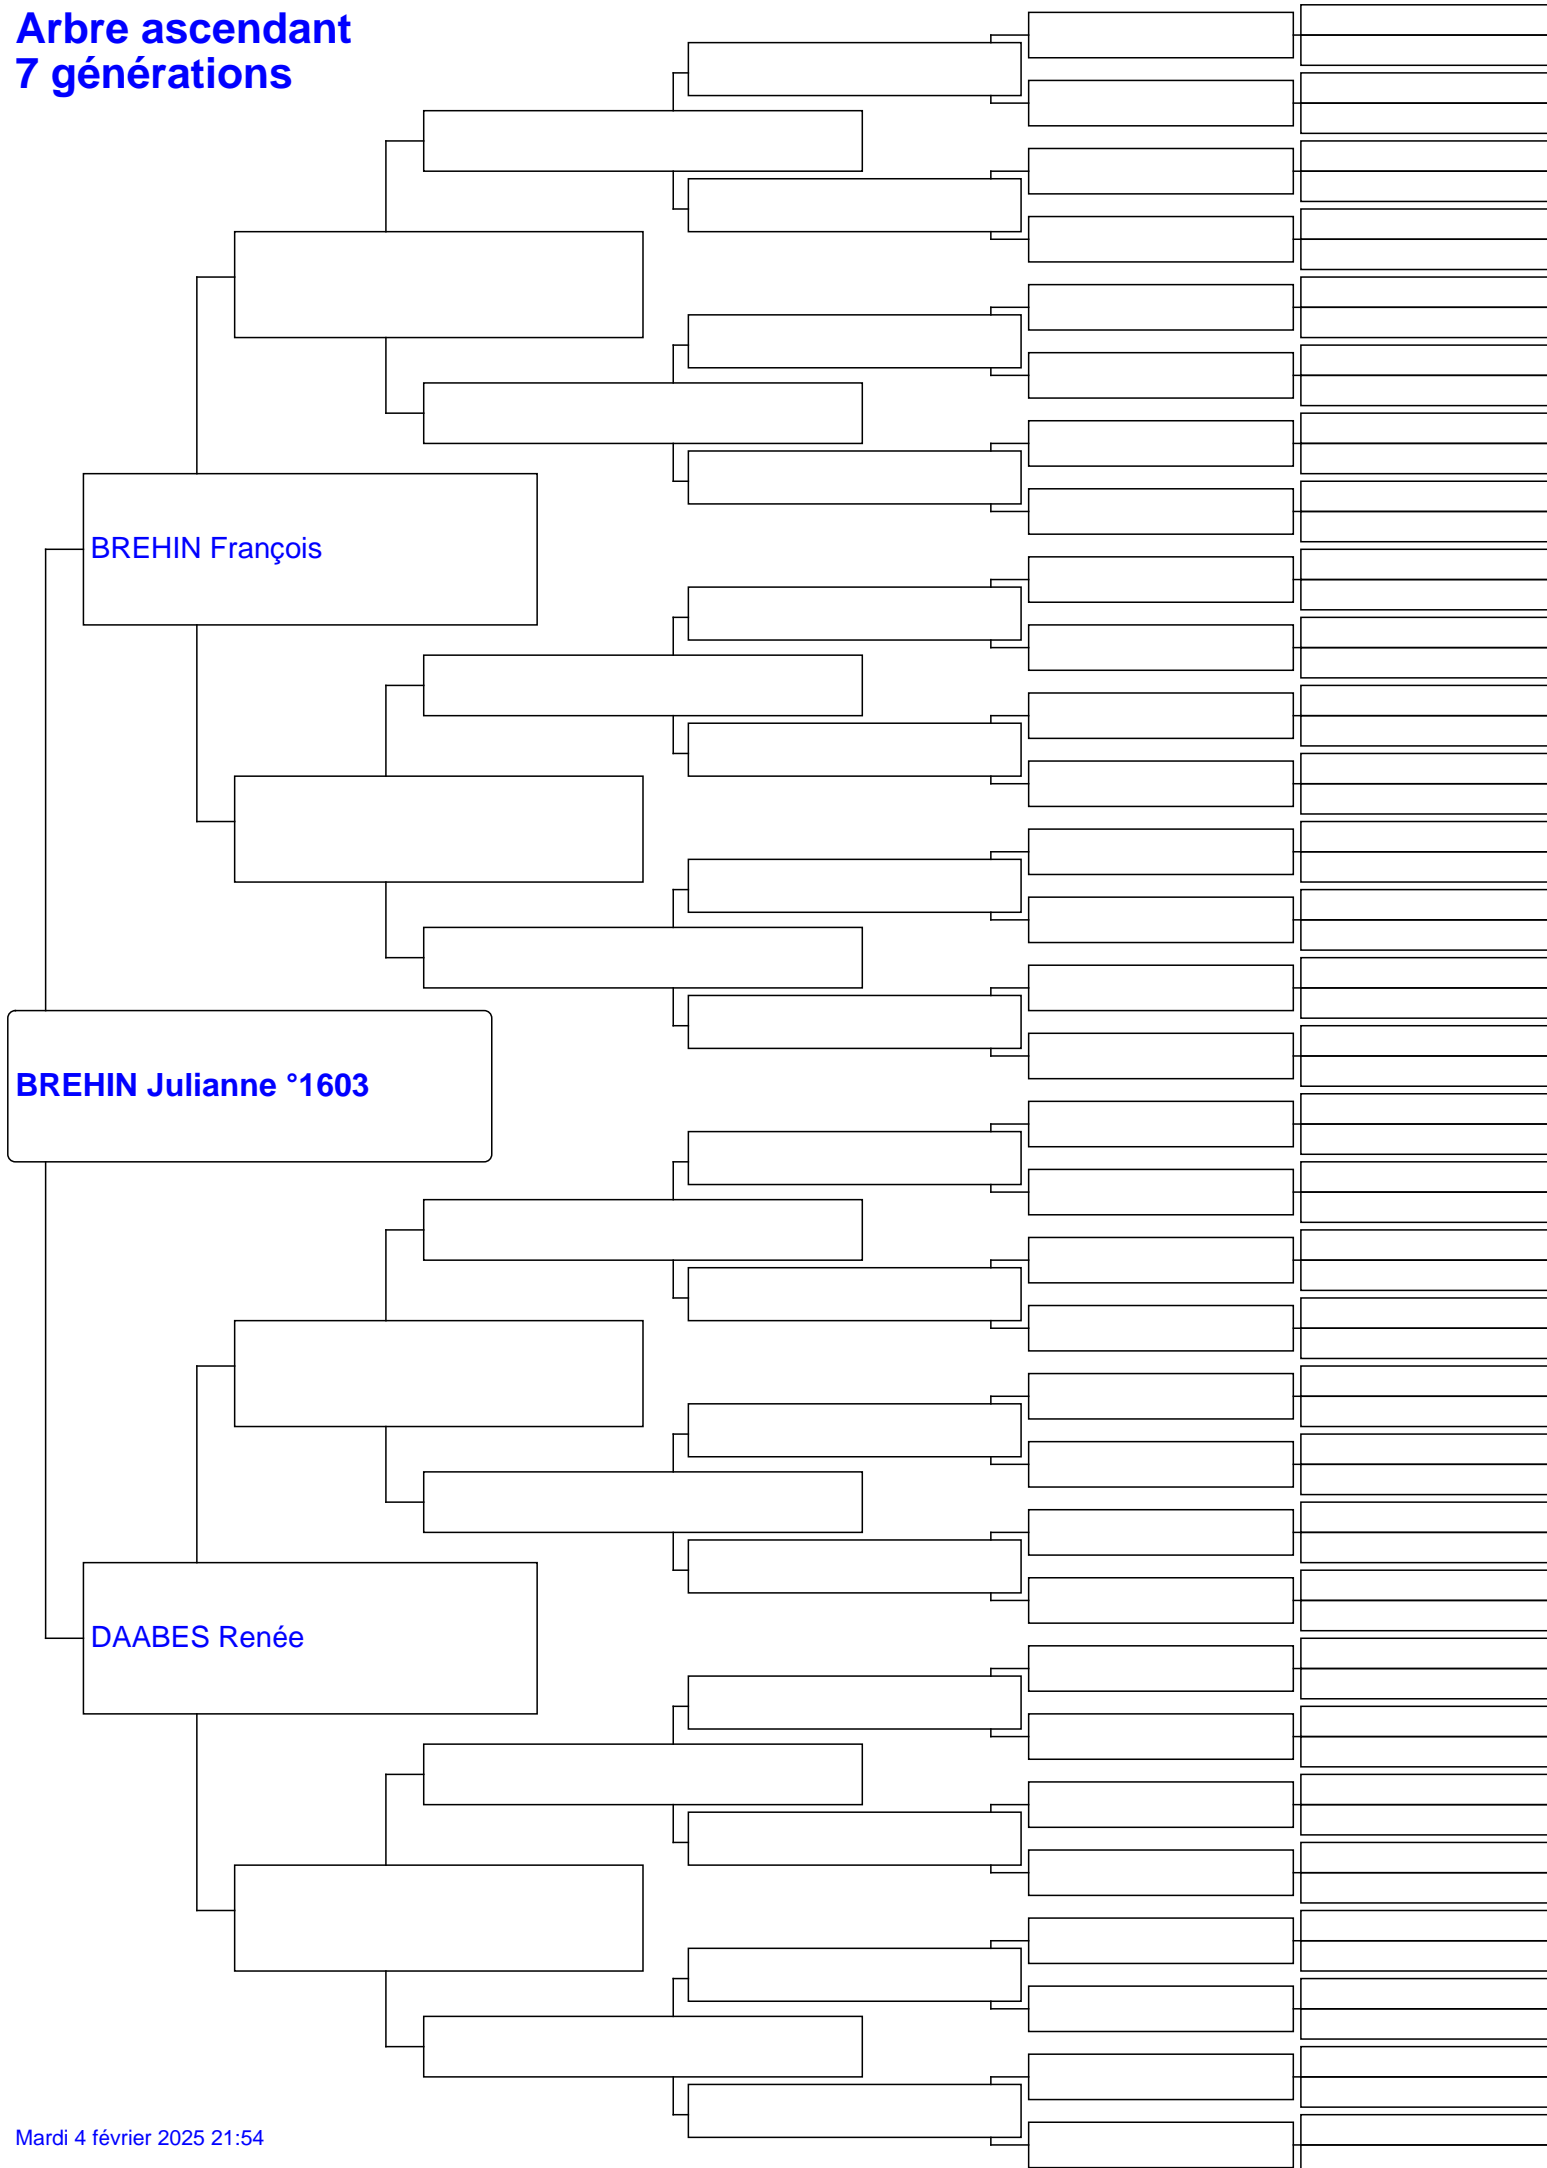 Arbre ascendant
7 générations
BREHIN François
BREHIN Julianne °1603
DAABES Renée
Mardi 4 février 2025 21:54